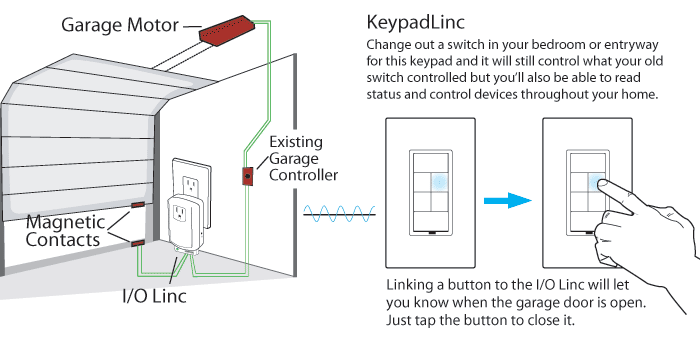 Garage Motor
KeypadLinc
Change out a switch in your bedroom or entryway
for this keypad and it will still control what your old
switch controlled but you'll also be able to read
status and control devices throughout your home.
Existing
Garage
Controller
Magnetic
Contacts
I/O Linc
Linking a button to the I/O Linc will let
you know when the garage door is open.
Just tap the button to close it.